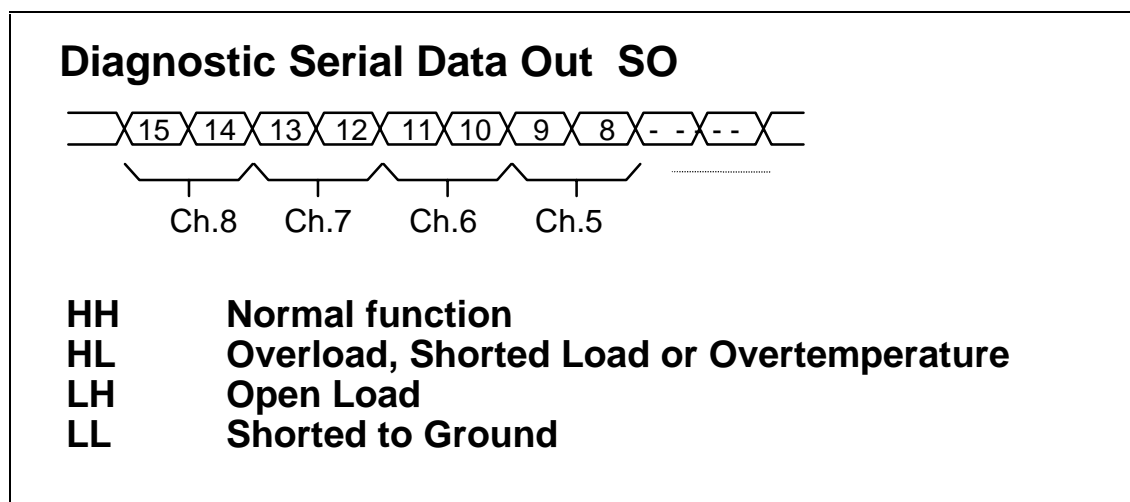 Diagnostic Serial Data Out SO
15 14 13 12 11 10 9 8 - - - -
Ch.8 Ch.7 Ch.6 Ch.5
HH Normal function
HL Overload, Shorted Load or Overtemperature
LH Open Load
LL Shorted to Ground